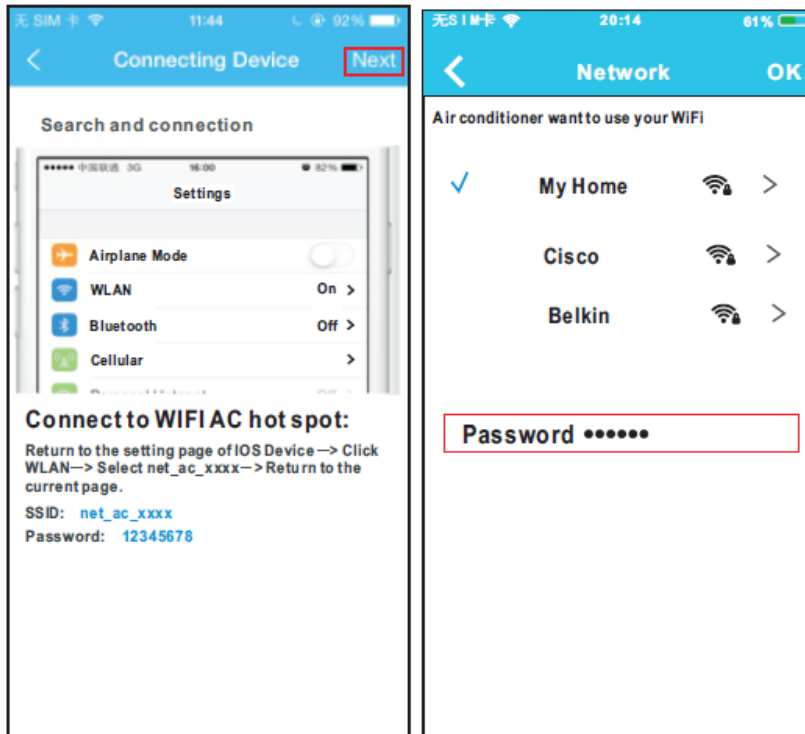 无 SIM 卡 11:44 92%
Connecting Device Next
Search and connection
中国联通 3G 16:00 82%
Settings
Airplane Mode
WLAN On
Bluetooth Off
Cellular
Connect to WIFI AC hot spot:
Return to the setting page of IOS Device —> Click
WLAN—> Select net_ac_xxxx—> Return to the
current page.
SSID: net_ac_xxxx
Password: 12345678
无SIM卡 20:14 61%
Network OK
Air conditioner want to use your WiFi
My Home
Cisco
Belkin
Password ••••••